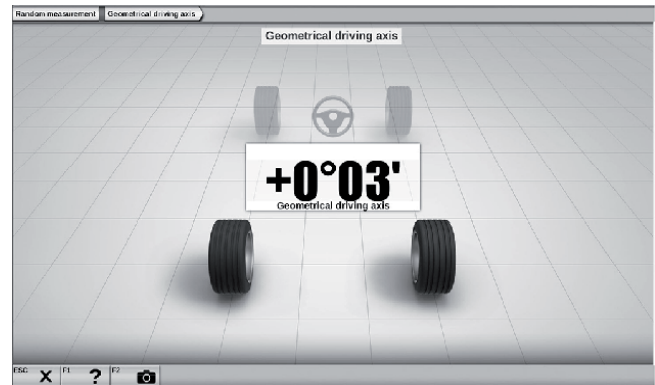 Random measurement Geometrical driving axis
Geometrical driving axis
+0°03'
Geometrical driving axis
ESC X F1 ? F2